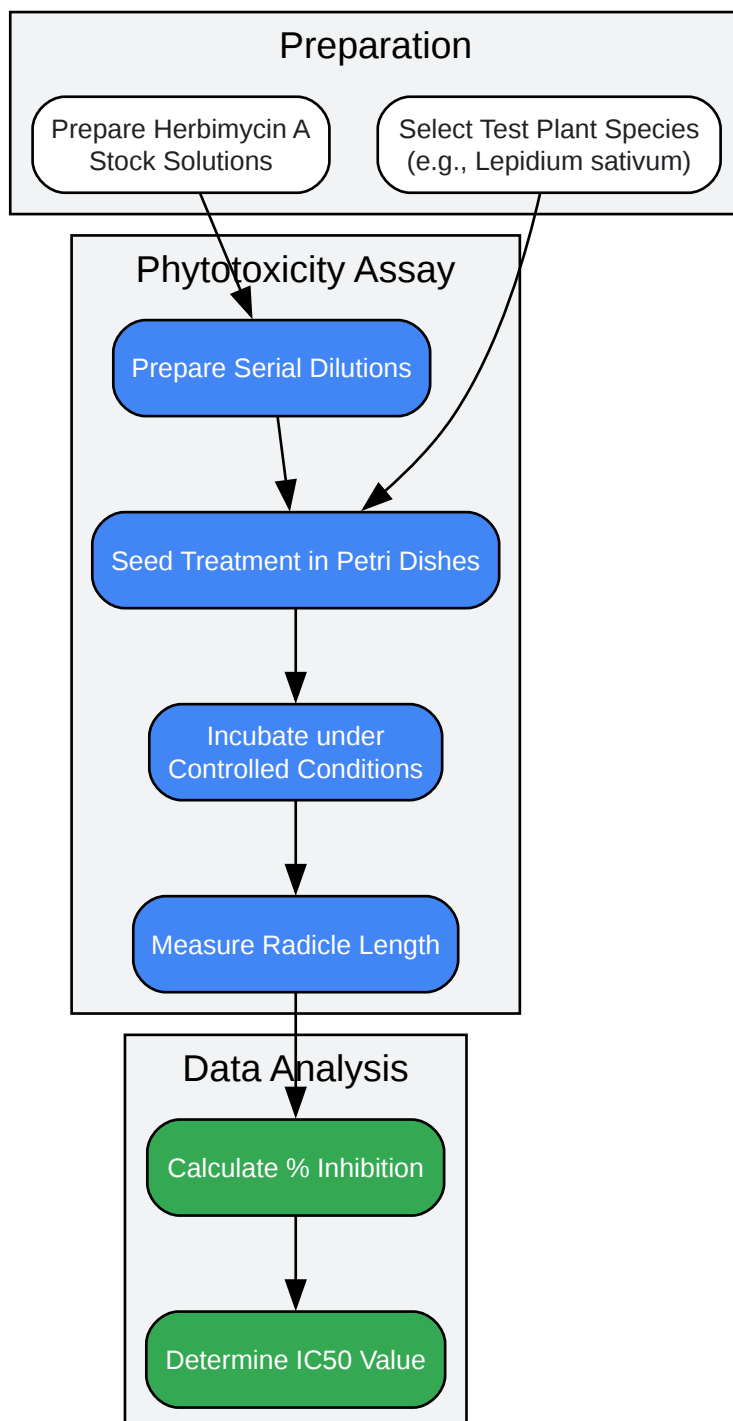 Preparation
Prepare Herbimycin A
Stock Solutions
Select Test Plant Species
(e.g., Lepidium sativum)
Phytotoxicity Assay
Prepare Serial Dilutions
Seed Treatment in Petri Dishes
Incubate under
Controlled Conditions
Measure Radicle Length
Data Analysis
Calculate % Inhibition
Determine IC50 Value